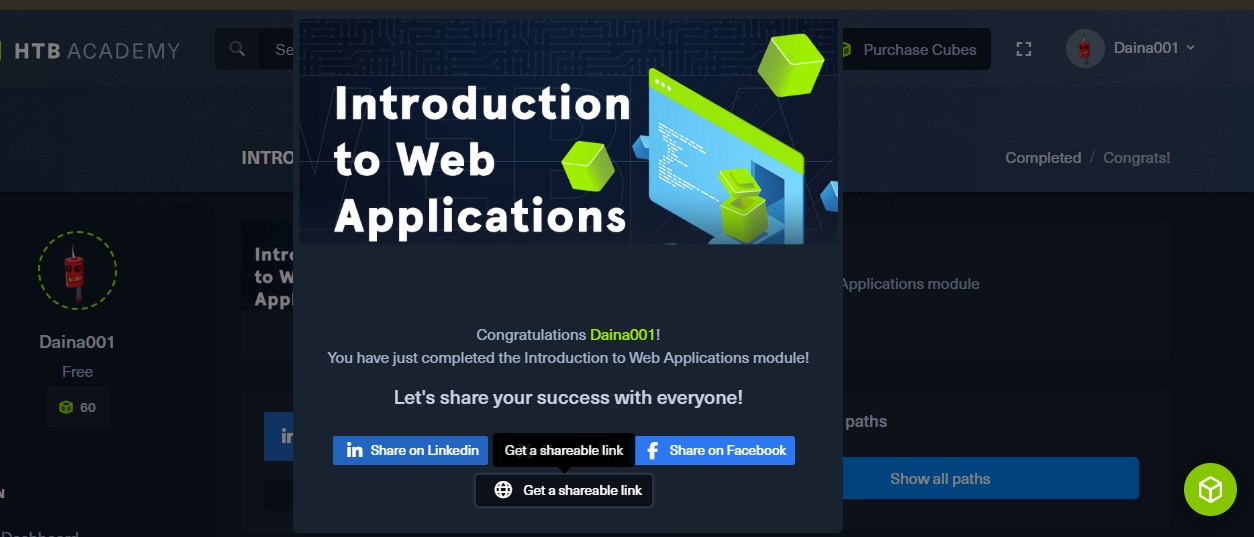 HTB ACADEMY
Se
Purchase Cubes
Daina001
INTRO
Completed / Congrats!
Introduction
to Web
Applications
Daina001
Free
60
Intro
to W
Appl
Applications module
Congratulations Daina001!
You have just completed the Introduction to Web Applications module!
Let's share your success with everyone!
in
in Share on Linkedin
Get a shareable link
f Share on Facebook
Get a shareable link
paths
Show all paths
N
Dashboard